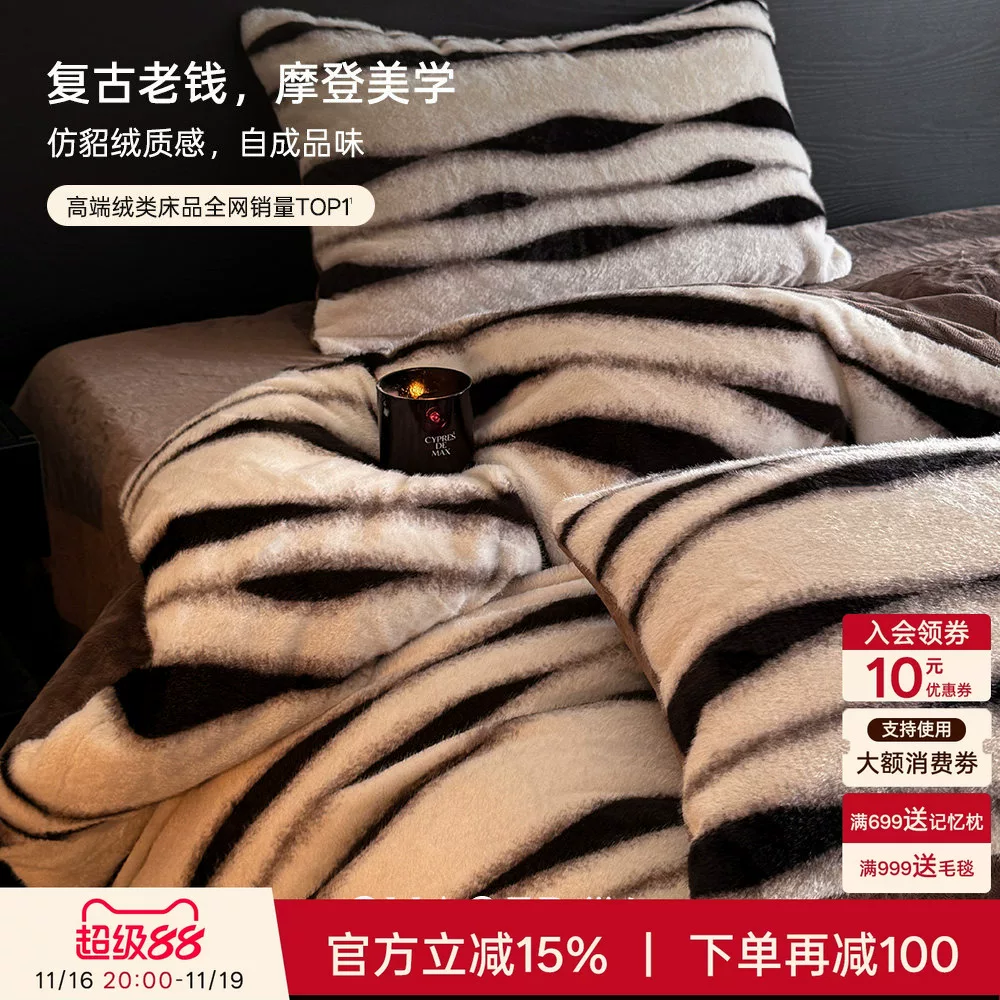 复古老钱，摩登美学
仿貂绒质感，自成品味
高端绒类床品全网销量TOP1¹
CYPRES
DE
MAX
入会领券
10元
优惠券
支持使用
大额消费券
满699送记忆枕
满999送毛毯
超级88
11/16 20:00-11/19
官方立减15% | 下单再减100